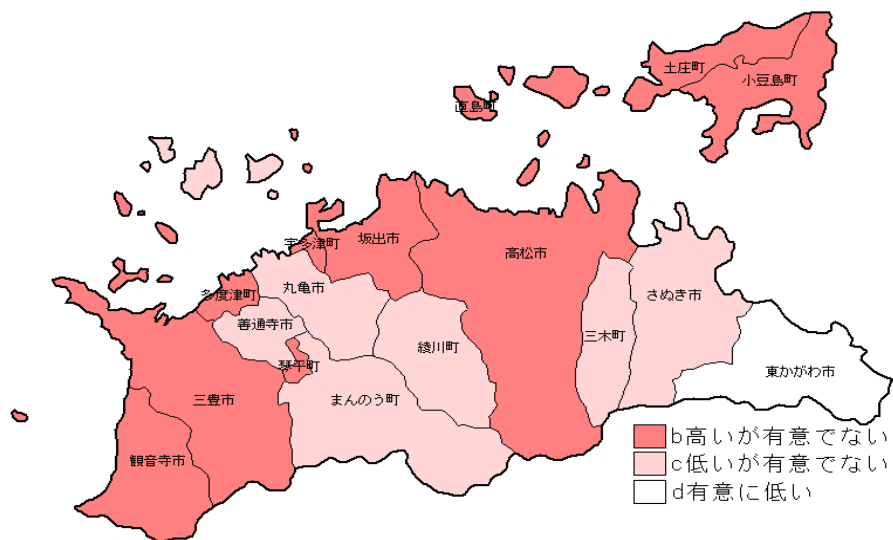 土庄町
小豆島町
直島町
宇多津町
坂出市
高松市
多度津町
丸亀市
さぬき市
善通寺市
三木町
綾川町
琴平町
東かがわ市
三豊市
まんのう町
観音寺市
b高いが有意でない
c低いが有意でない
d有意に低い